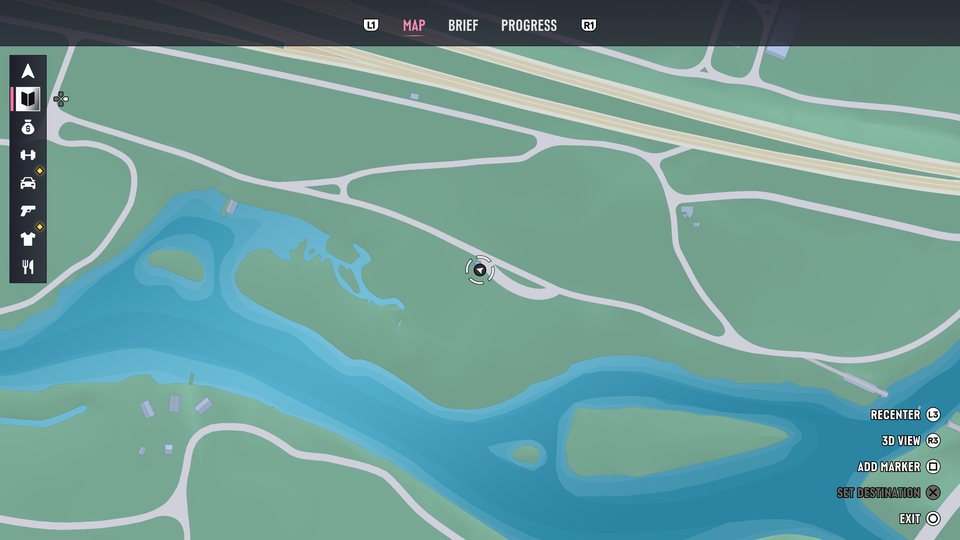 L1 MAP BRIEF PROGRESS R1
RECENTER L3
3D VIEW R3
ADD MARKER
SET DESTINATION
EXIT